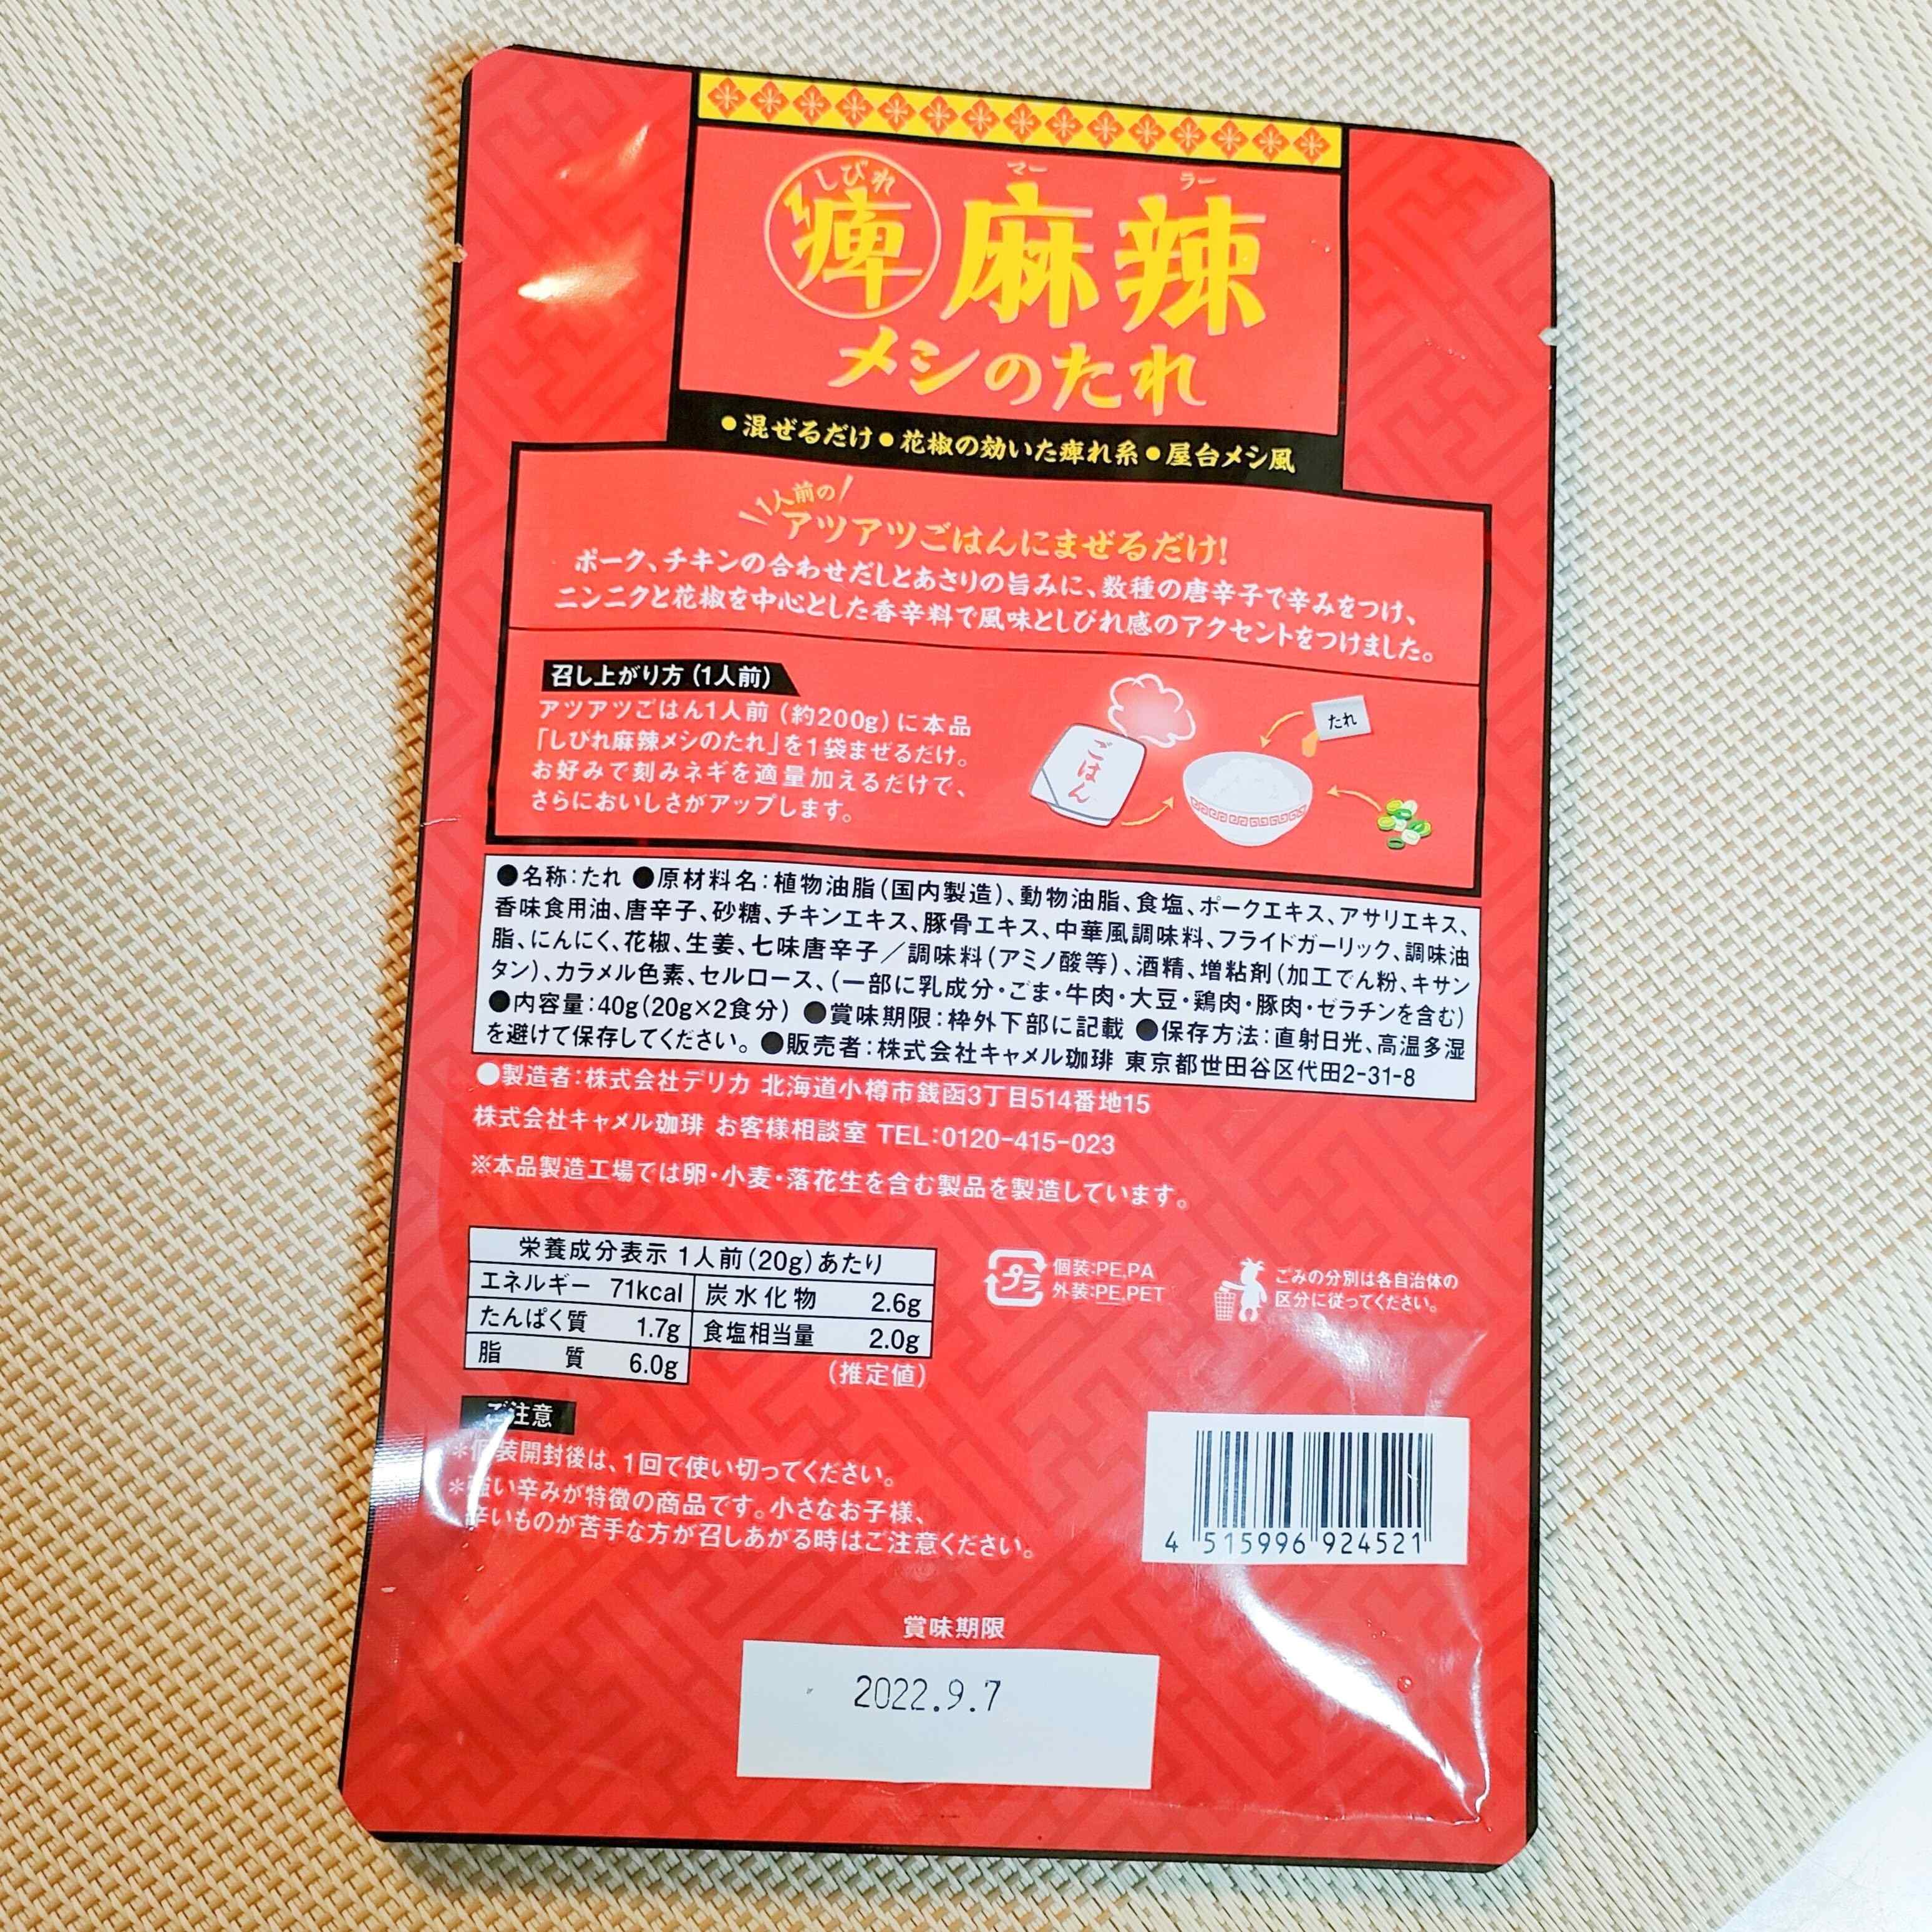 しびれ マー ラー
痺 麻辣
メシのたれ
●混ぜるだけ●花椒の効いた痺れ系●屋台メシ風
1人前の
アツアツごはんにまぜるだけ!
ポーク、チキンの合わせだしとあさりの旨みに、数種の唐辛子で辛みをつけ、
ニンニクと花椒を中心とした香辛料で風味としびれ感のアクセントをつけました。
召し上がり方(1人前)
アツアツごはん1人前(約200g)に本品
「しびれ麻辣メシのたれ」を1袋まぜるだけ。
お好みで刻みネギを適量加えるだけで、
さらにおいしさがアップします。
ごはん
たれ
●名称:たれ ●原材料名:植物油脂(国内製造)、動物油脂、食塩、ポークエキス、アサリエキス、
香味食用油、唐辛子、砂糖、チキンエキス、豚骨エキス、中華風調味料、フライドガーリック、調味油
脂、にんにく、花椒、生姜、七味唐辛子/調味料(アミノ酸等)、酒精、増粘剤(加工でん粉、キサン
タン)、カラメル色素、セルロース、(一部に乳成分・ごま・牛肉・大豆・鶏肉・豚肉・ゼラチンを含む)
●内容量:40g(20g×2食分) ●賞味期限:枠外下部に記載 ●保存方法:直射日光、高温多湿
を避けて保存してください。●販売者:株式会社キャメル珈琲 東京都世田谷区代田2-31-8
●製造者:株式会社デリカ 北海道小樽市銭函3丁目514番地15
株式会社キャメル珈琲 お客様相談室 TEL:0120-415-023
※本品製造工場では卵・小麦・落花生を含む製品を製造しています。
栄養成分表示 1人前(20g)あたり
エネルギー 71kcal 炭水化物 2.6g
たんぱく質 1.7g 食塩相当量 2.0g
脂質 6.0g
(推定値)
プラ
個装:PE,PA
外装:PE,PET
ごみの分別は各自治体の
区分に従ってください。
ご注意
＊個装開封後は、1回で使い切ってください。
＊強い辛みが特徴の商品です。小さなお子様、
辛いものが苦手な方が召しあがる時はご注意ください。
4 515996 924521
賞味期限
2022.9.7